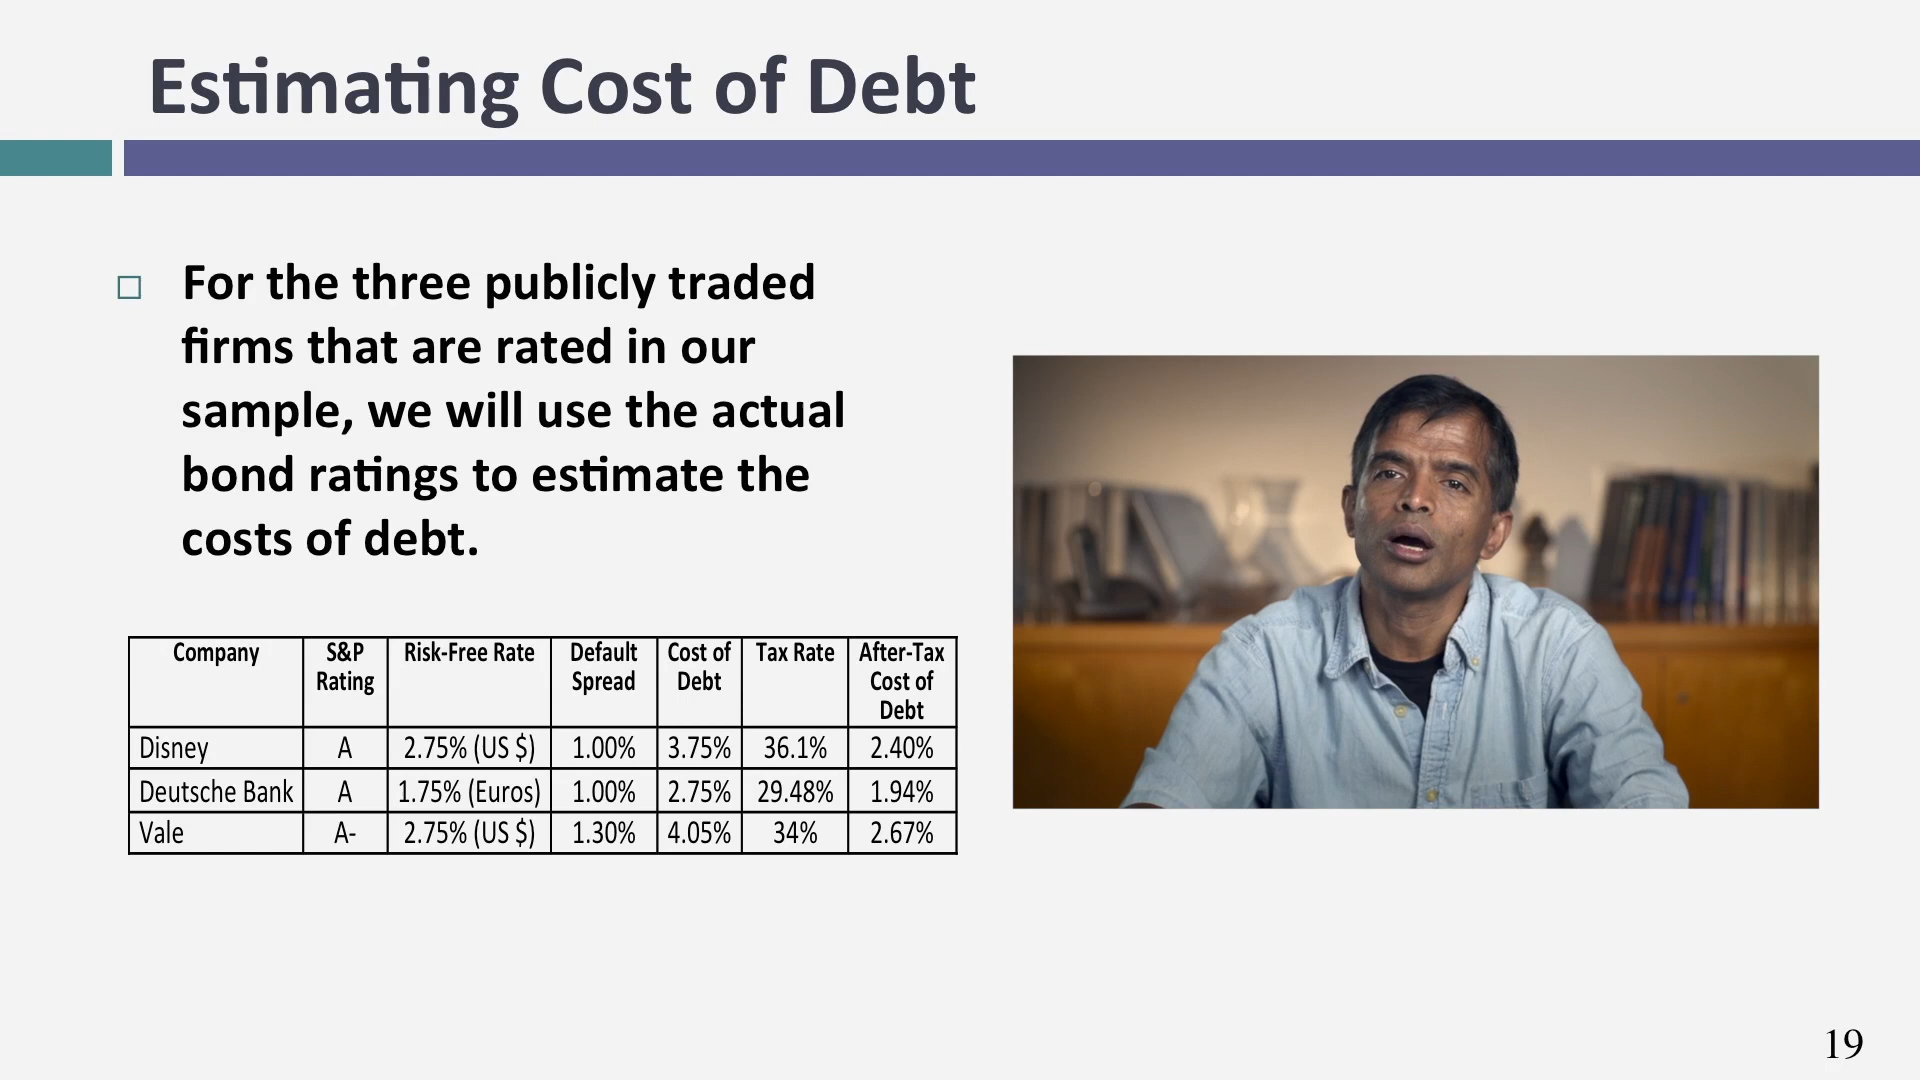 Estimating Cost of Debt
For the three publicly traded
firms that are rated in our
sample, we will use the actual
bond ratings to estimate the
costs of debt.
Company S&P Rating Risk-Free Rate Default Spread Cost of Debt Tax Rate After-Tax Cost of Debt
Disney A 2.75% (US $) 1.00% 3.75% 36.1% 2.40%
Deutsche Bank A 1.75% (Euros) 1.00% 2.75% 29.48% 1.94%
Vale A- 2.75% (US $) 1.30% 4.05% 34% 2.67%
19